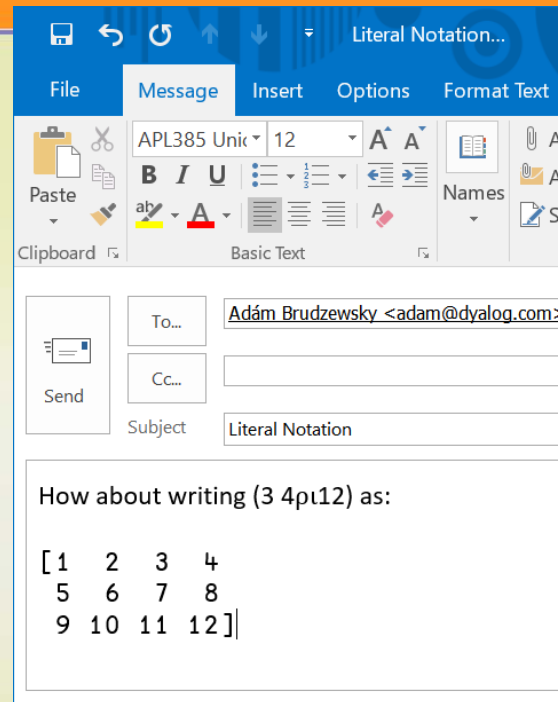 Literal Notation...
File Message Insert Options Format Text
APL385 Unic 12
Paste B I U Names
Clipboard Basic Text
To... Adám Brudzewsky <adam@dyalog.com>
Cc...
Send
Subject Literal Notation
How about writing (3 4⍴⍳12) as:
[1 2 3 4
5 6 7 8
9 10 11 12]